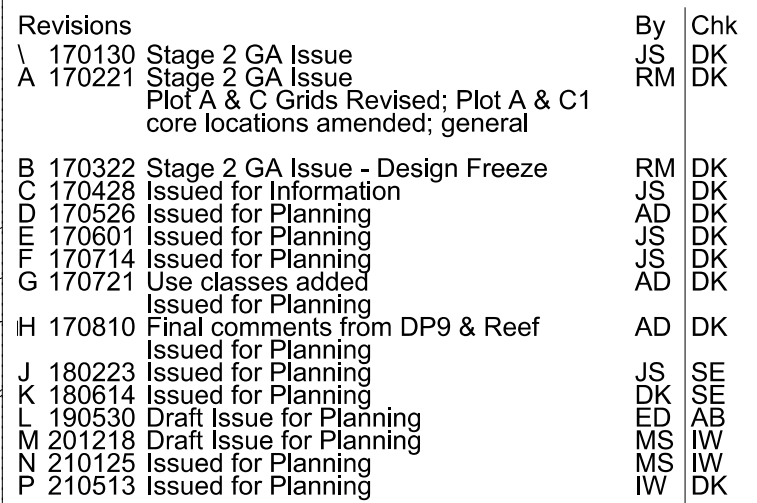 Revisions By Chk
\ 170130 Stage 2 GA Issue JS DK
A 170221 Stage 2 GA Issue RM DK
Plot A & C Grids Revised; Plot A & C1
core locations amended; general
B 170322 Stage 2 GA Issue - Design Freeze RM DK
C 170428 Issued for Information JS DK
D 170526 Issued for Planning AD DK
E 170601 Issued for Planning JS DK
F 170714 Issued for Planning JS DK
G 170721 Use classes added AD DK
Issued for Planning
H 170810 Final comments from DP9 & Reef AD DK
Issued for Planning
J 180223 Issued for Planning JS SE
K 180614 Issued for Planning DK SE
L 190530 Draft Issue for Planning ED AB
M 201218 Draft Issue for Planning MS IW
N 210125 Issued for Planning MS IW
P 210513 Issued for Planning IW DK